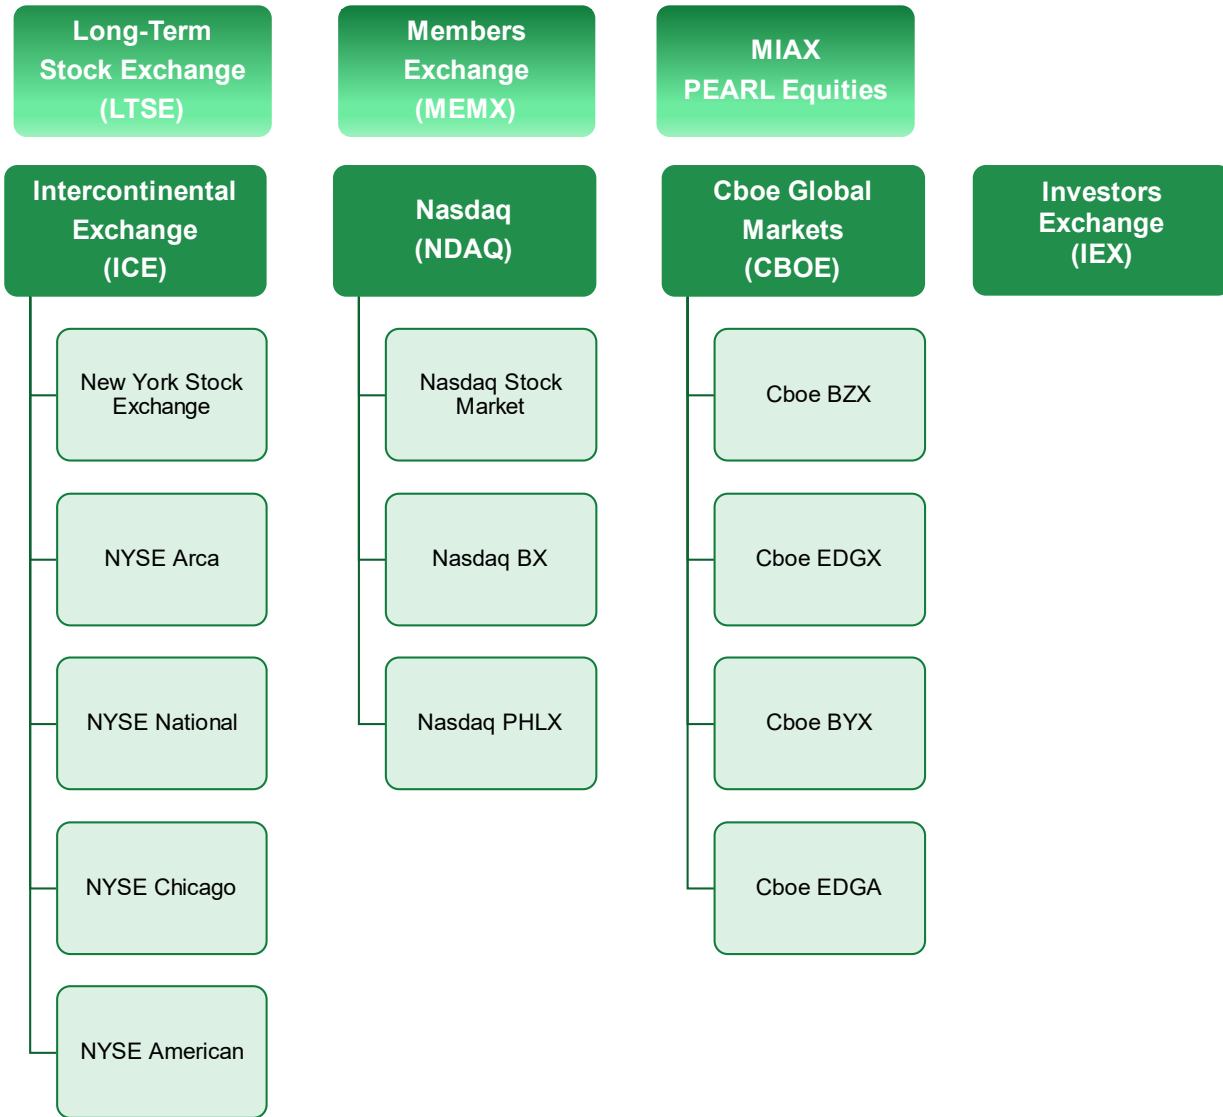 Long-Term
Stock Exchange
(LTSE)
Members
Exchange
(MEMX)
MIAX
PEARL Equities
Intercontinental
Exchange
(ICE)
Nasdaq
(NDAQ)
Cboe Global
Markets
(CBOE)
Investors
Exchange
(IEX)
New York Stock
Exchange
NYSE Arca
NYSE National
NYSE Chicago
NYSE American
Nasdaq Stock
Market
Nasdaq BX
Nasdaq PHLX
Cboe BZX
Cboe EDGX
Cboe BYX
Cboe EDGA